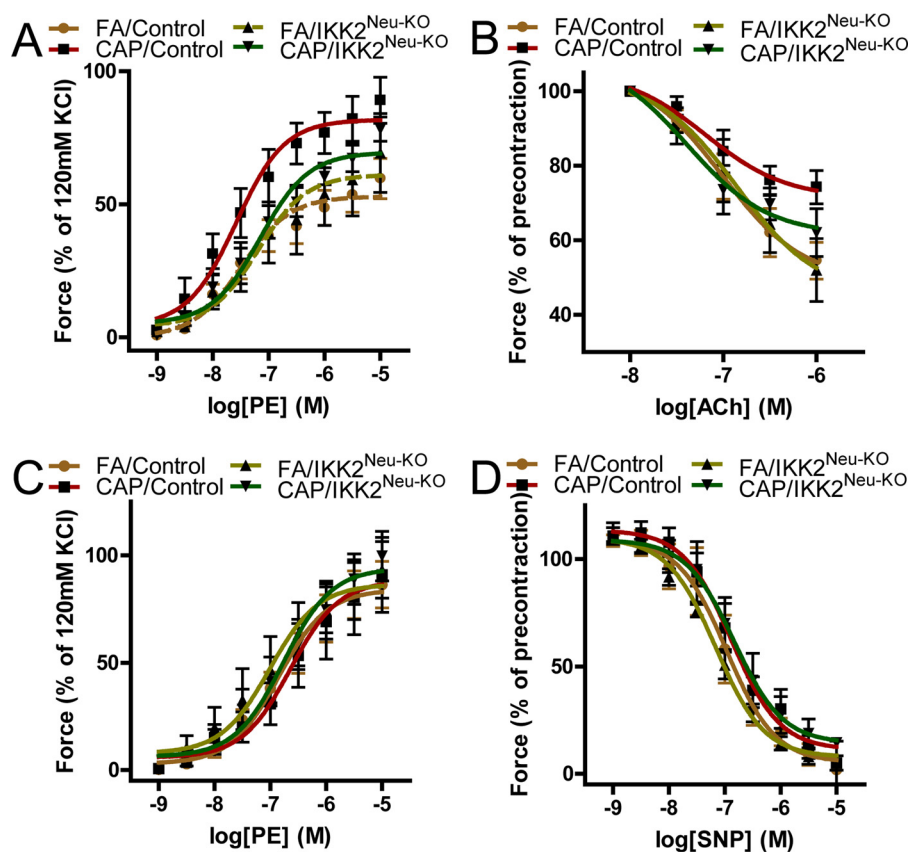 A
FA/Control FA/IKK2Neu-KO
CAP/Control CAP/IKK2Neu-KO
Force (% of 120mM KCl)
100
50
0
-9 -8 -7 -6 -5
log[PE] (M)
B
FA/Control FA/IKK2Neu-KO
CAP/Control CAP/IKK2Neu-KO
Force (% of precontraction)
100
80
60
40
-8 -7 -6
log[ACh] (M)
C
FA/Control FA/IKK2Neu-KO
CAP/Control CAP/IKK2Neu-KO
Force (% of 120mM KCl)
100
50
0
-9 -8 -7 -6 -5
log[PE] (M)
D
FA/Control FA/IKK2Neu-KO
CAP/Control CAP/IKK2Neu-KO
Force (% of precontraction)
100
50
0
-9 -8 -7 -6 -5
log[SNP] (M)